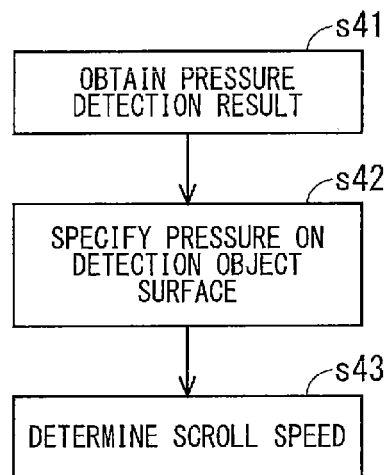 s41
OBTAIN PRESSURE
DETECTION RESULT
s42
SPECIFY PRESSURE ON
DETECTION OBJECT
SURFACE
s43
DETERMINE SCROLL SPEED